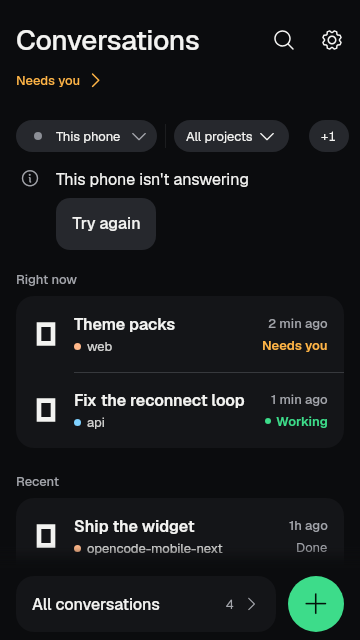 Conversations
Needs you
This phone
All projects
+1
This phone isn't answering
Try again
Right now
Theme packs
2 min ago
web
Needs you
Fix the reconnect loop
1 min ago
api
Working
Recent
Ship the widget
1h ago
opencode-mobile-next
Done
All conversations
4